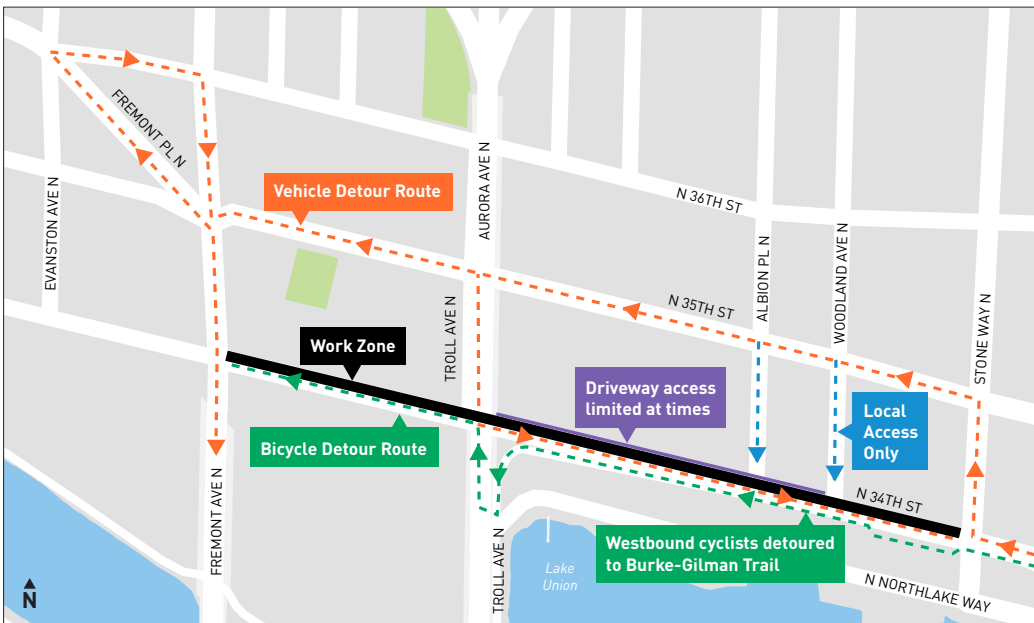 FREMONT PL N
EVANSTON AVE N
Vehicle Detour Route
AURORA AVE N
N 36TH ST
ALBION PL N
WOODLAND AVE N
STONE WAY N
N 35TH ST
TROLL AVE N
Work Zone
Driveway access
limited at times
Local
Access
Only
Bicycle Detour Route
N 34TH ST
FREMONT AVE N
TROLL AVE N
Westbound cyclists detoured
to Burke-Gilman Trail
Lake
Union
N NORTHLAKE WAY
N